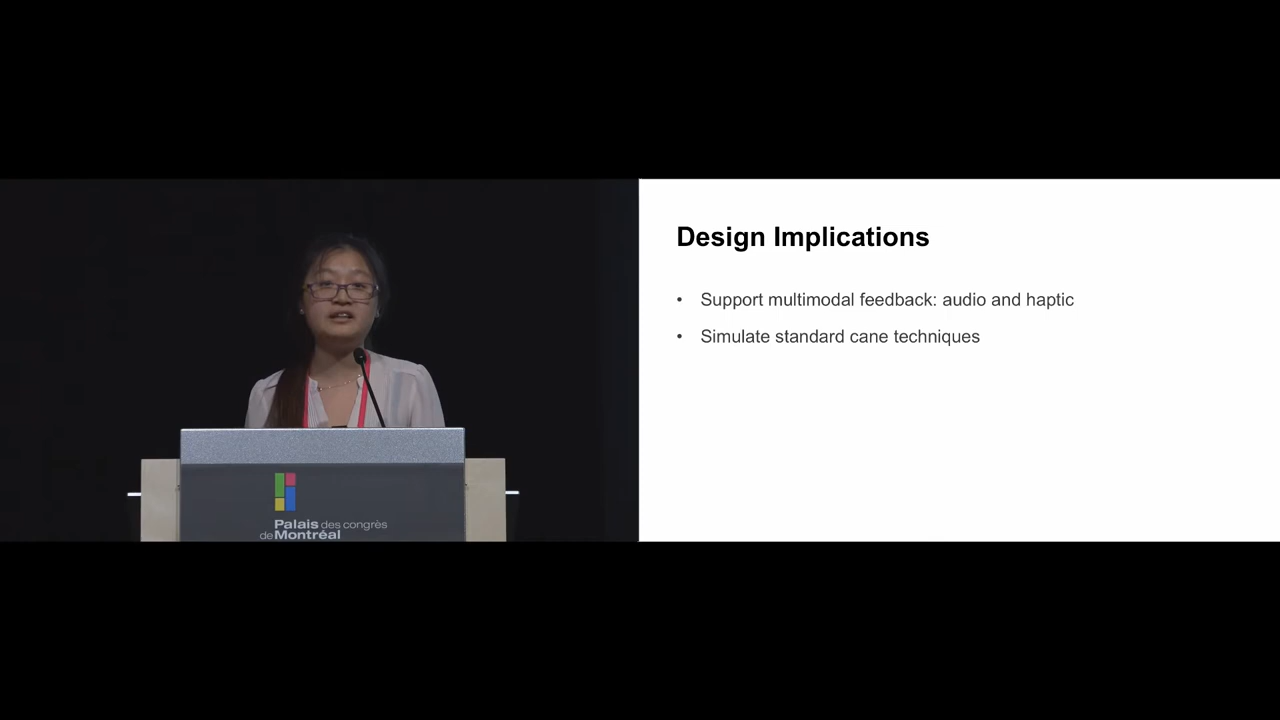 Design Implications
• Support multimodal feedback: audio and haptic
• Simulate standard cane techniques
Palais des congrès
de Montréal